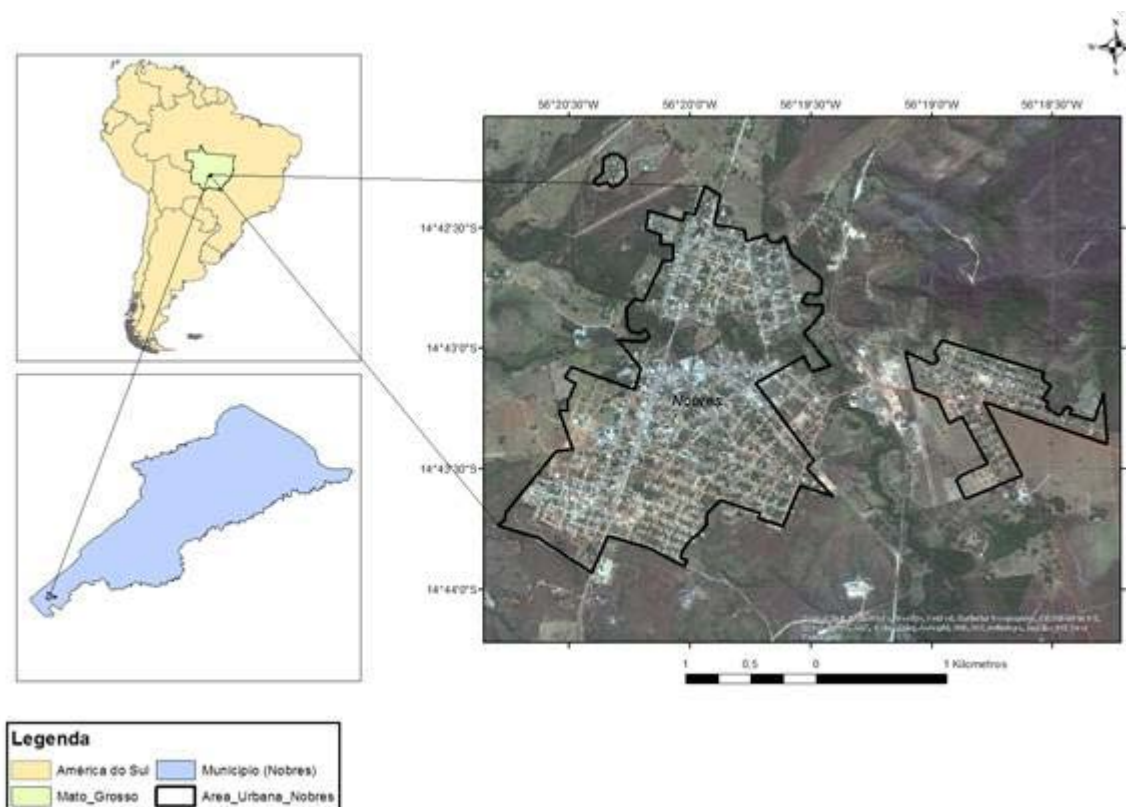 N
W
S
56°20'30"W 56°20'0"W 56°19'30"W 56°19'0"W 56°18'30"W
14°42'30"S
14°43'0"S
Nobres
14°43'30"S
14°44'0"S
1 0,5 0 1 Kilometros
Legenda
América do Sul Município (Nobres)
Mato_Grosso Area_Urbana_Nobres